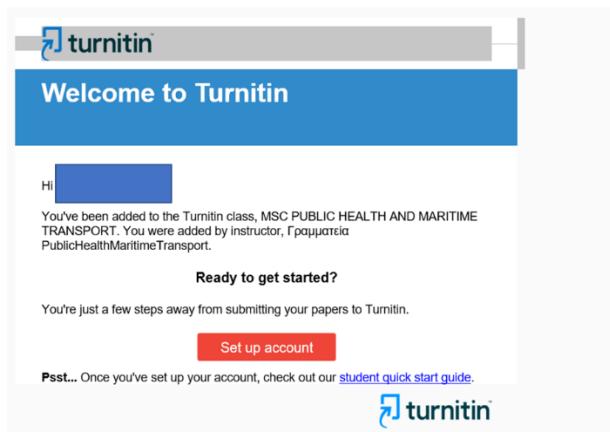 turnitin
Welcome to Turnitin
Hi
You've been added to the Turnitin class, MSC PUBLIC HEALTH AND MARITIME
TRANSPORT. You were added by instructor, Γραμματεία
PublicHealthMaritimeTransport.
Ready to get started?
You're just a few steps away from submitting your papers to Turnitin.
Set up account
Psst... Once you've set up your account, check out our student quick start guide.
turnitin